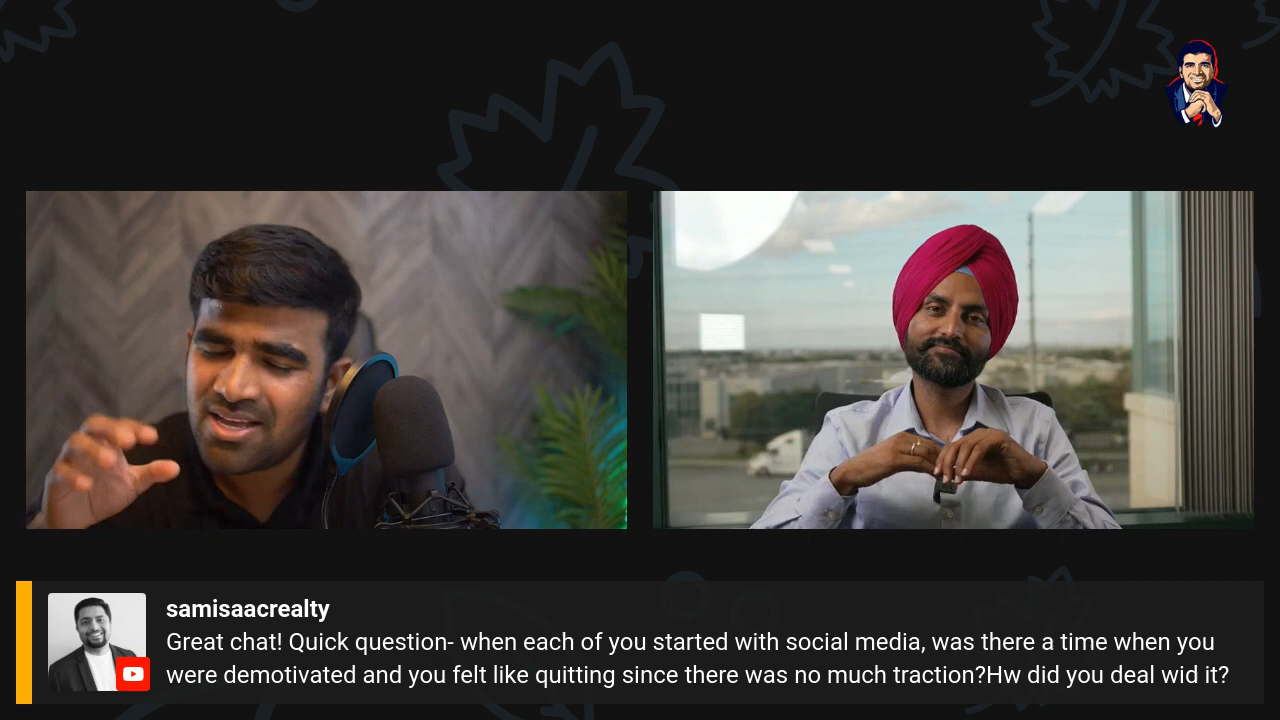 samisaacrealty
Great chat! Quick question- when each of you started with social media, was there a time when you
were demotivated and you felt like quitting since there was no much traction?Hw did you deal wid it?